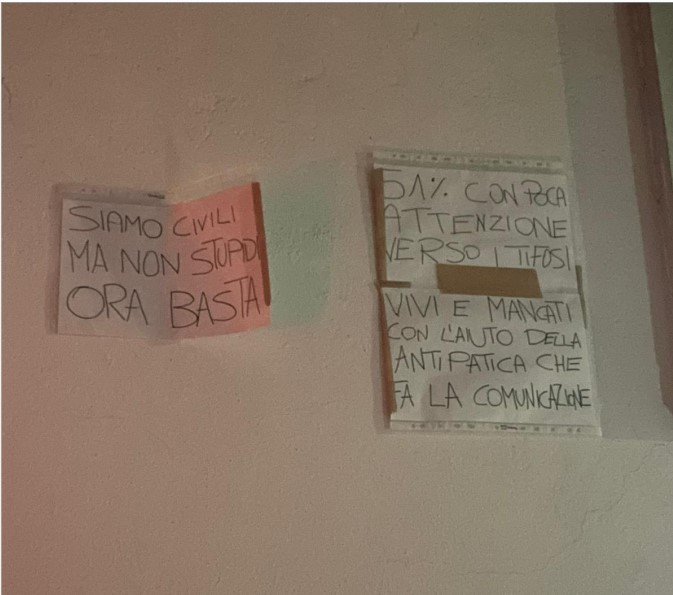 SIAMO CIVILI
MA NON STUPIDI
ORA BASTA
51% CON POCA
ATTENZIONE
VERSO I TIFOSI
VIVI E MANCATI
CON L'AIUTO DELLA
ANTIPATICA CHE
FA LA COMUNICAZIONE